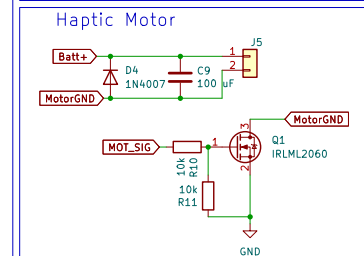 Haptic Motor
J5
Batt+
1
D4
C9
2
1N4007
100 uF
MotorGND
3
MotorGND
MOT_SIG
1
Q1
IRLML2060
10k
R10
2
10k
R11
GND